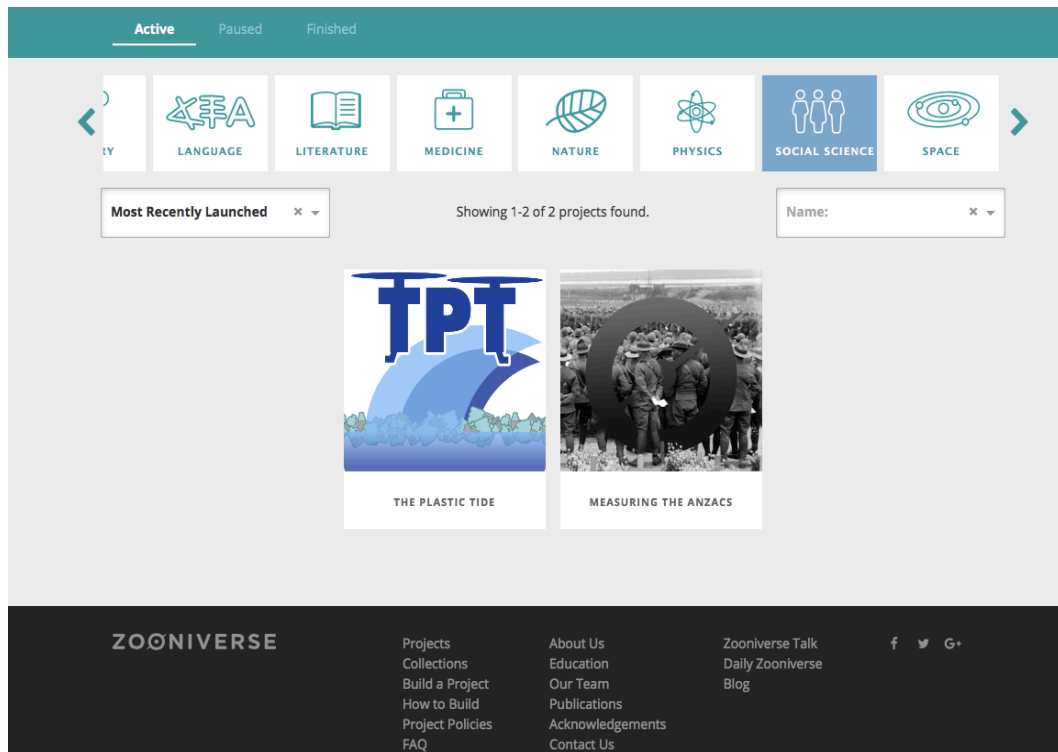 Active Paused Finished
RY LANGUAGE LITERATURE MEDICINE NATURE PHYSICS SOCIAL SCIENCE SPACE
Most Recently Launched × Showing 1-2 of 2 projects found. Name: ×
TPT
THE PLASTIC TIDE MEASURING THE ANZACS
ZOONIVERSE
Projects About Us Zooniverse Talk f G+
Collections Education Daily Zooniverse
Build a Project Our Team Blog
How to Build Publications
Project Policies Acknowledgements
FAQ Contact Us